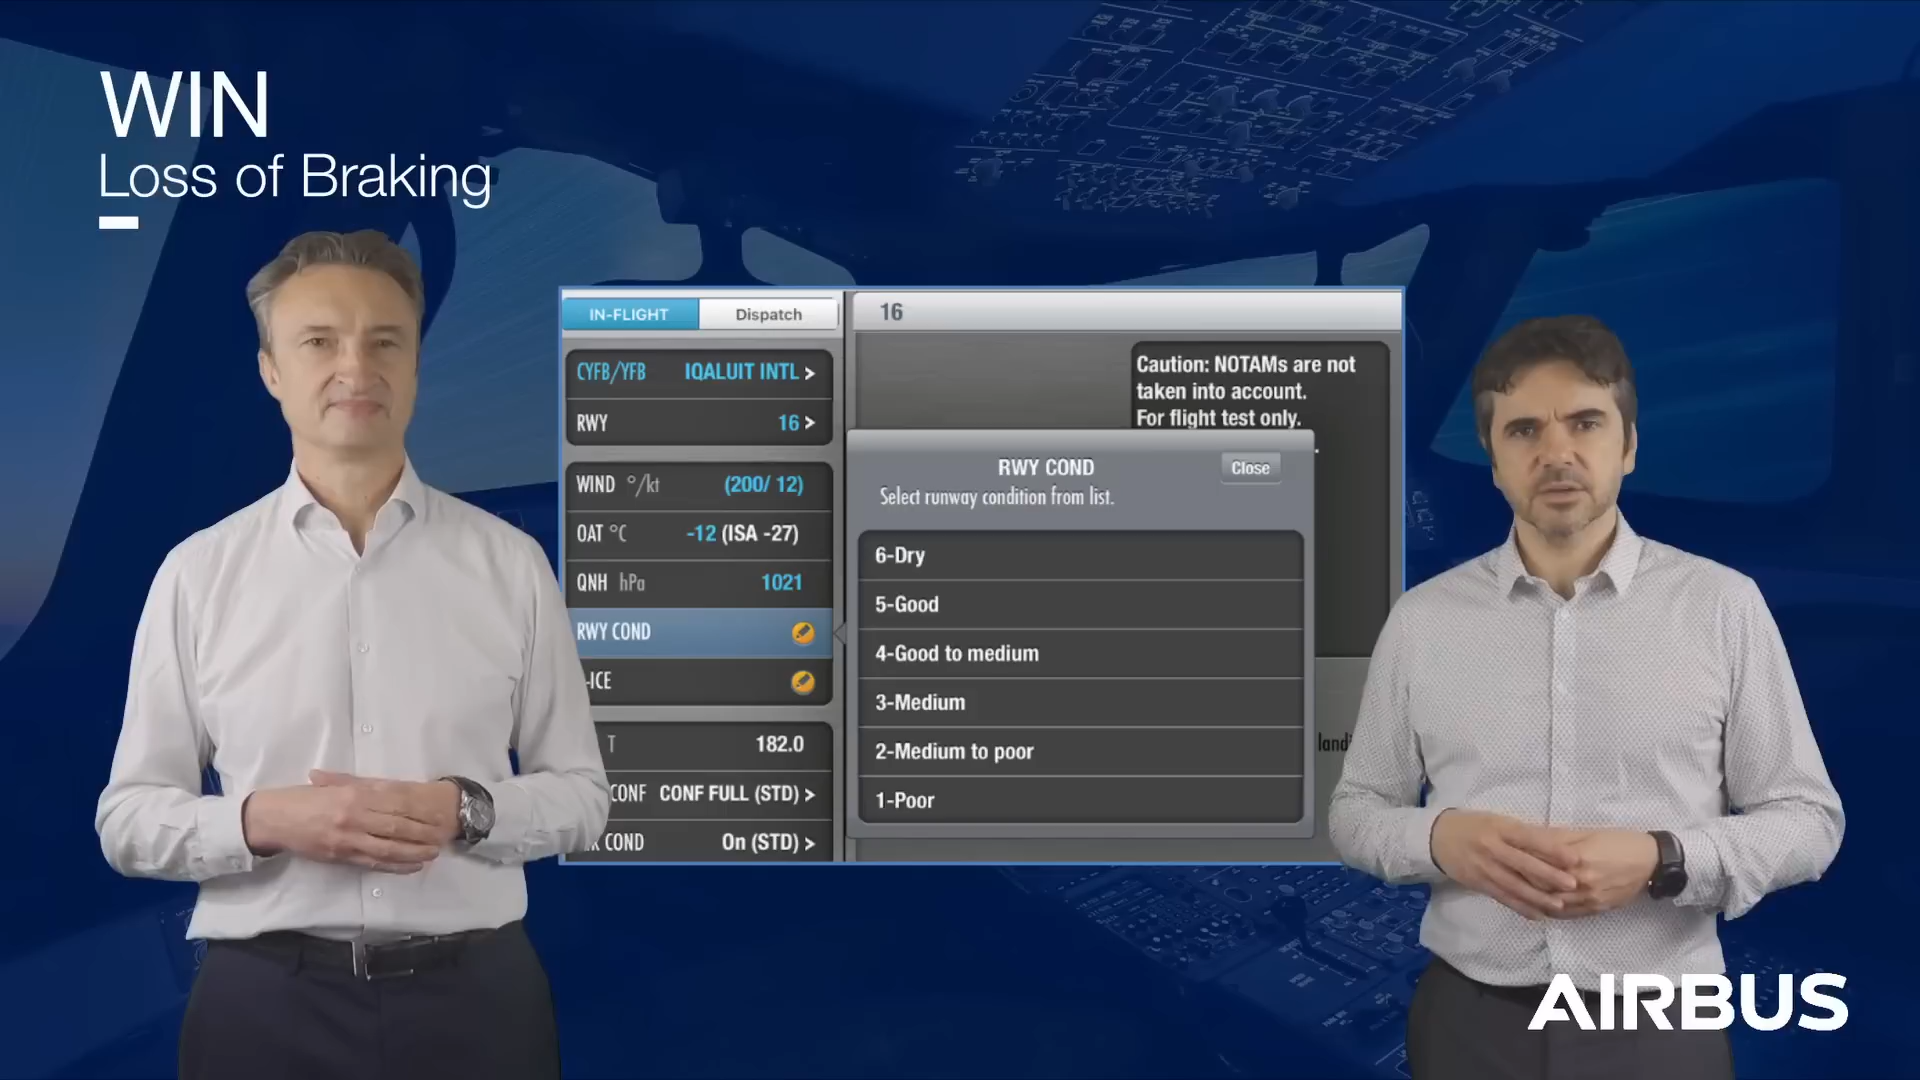 WIN
Loss of Braking
IN-FLIGHT
Dispatch
CYFB/YFB IQALUIT INTL >
RWY 16 >
WIND °/kt (200/ 12)
OAT °C -12 (ISA -27)
QNH hPa 1021
RWY COND
-ICE
T 182.0
CONF CONF FULL (STD) >
COND On (STD) >
16
Caution: NOTAMs are not
taken into account.
For flight test only.
RWY COND
Close
Select runway condition from list.
6-Dry
5-Good
4-Good to medium
3-Medium
2-Medium to poor
1-Poor
AIRBUS